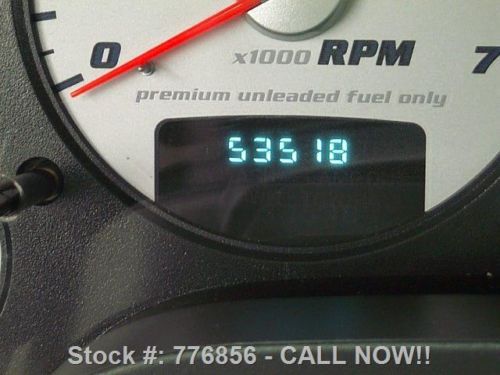 0 x1000 RPM 7
premium unleaded fuel only
53518
Stock #: 776856 - CALL NOW!!